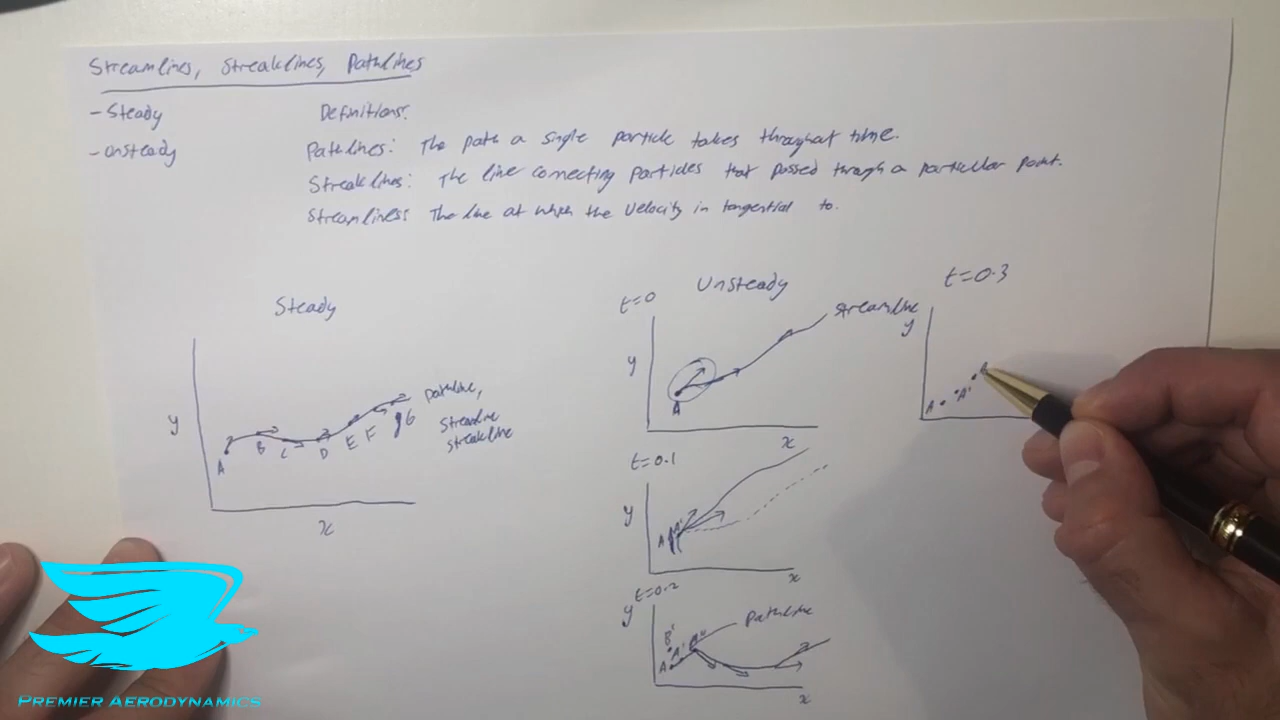 Streamlines, Streaklines, Pathlines
- Steady
- Unsteady
Definitions:
Pathlines: The path a single particle takes throughout time.
Streaklines: The line connecting particles that passed through a particular point.
Streamlines: The line at which the velocity in tangential to.
Steady
y
A B C D E F G
x
Pathline,
Streamline
Streakline
Unsteady
t=0
y
A
x
Streamline
t=0.1
y
A A'
x
t=0.2
y
B'
A A' A"
x
Pathline
t=0.3
y
A A'
PREMIER AERODYNAMICS